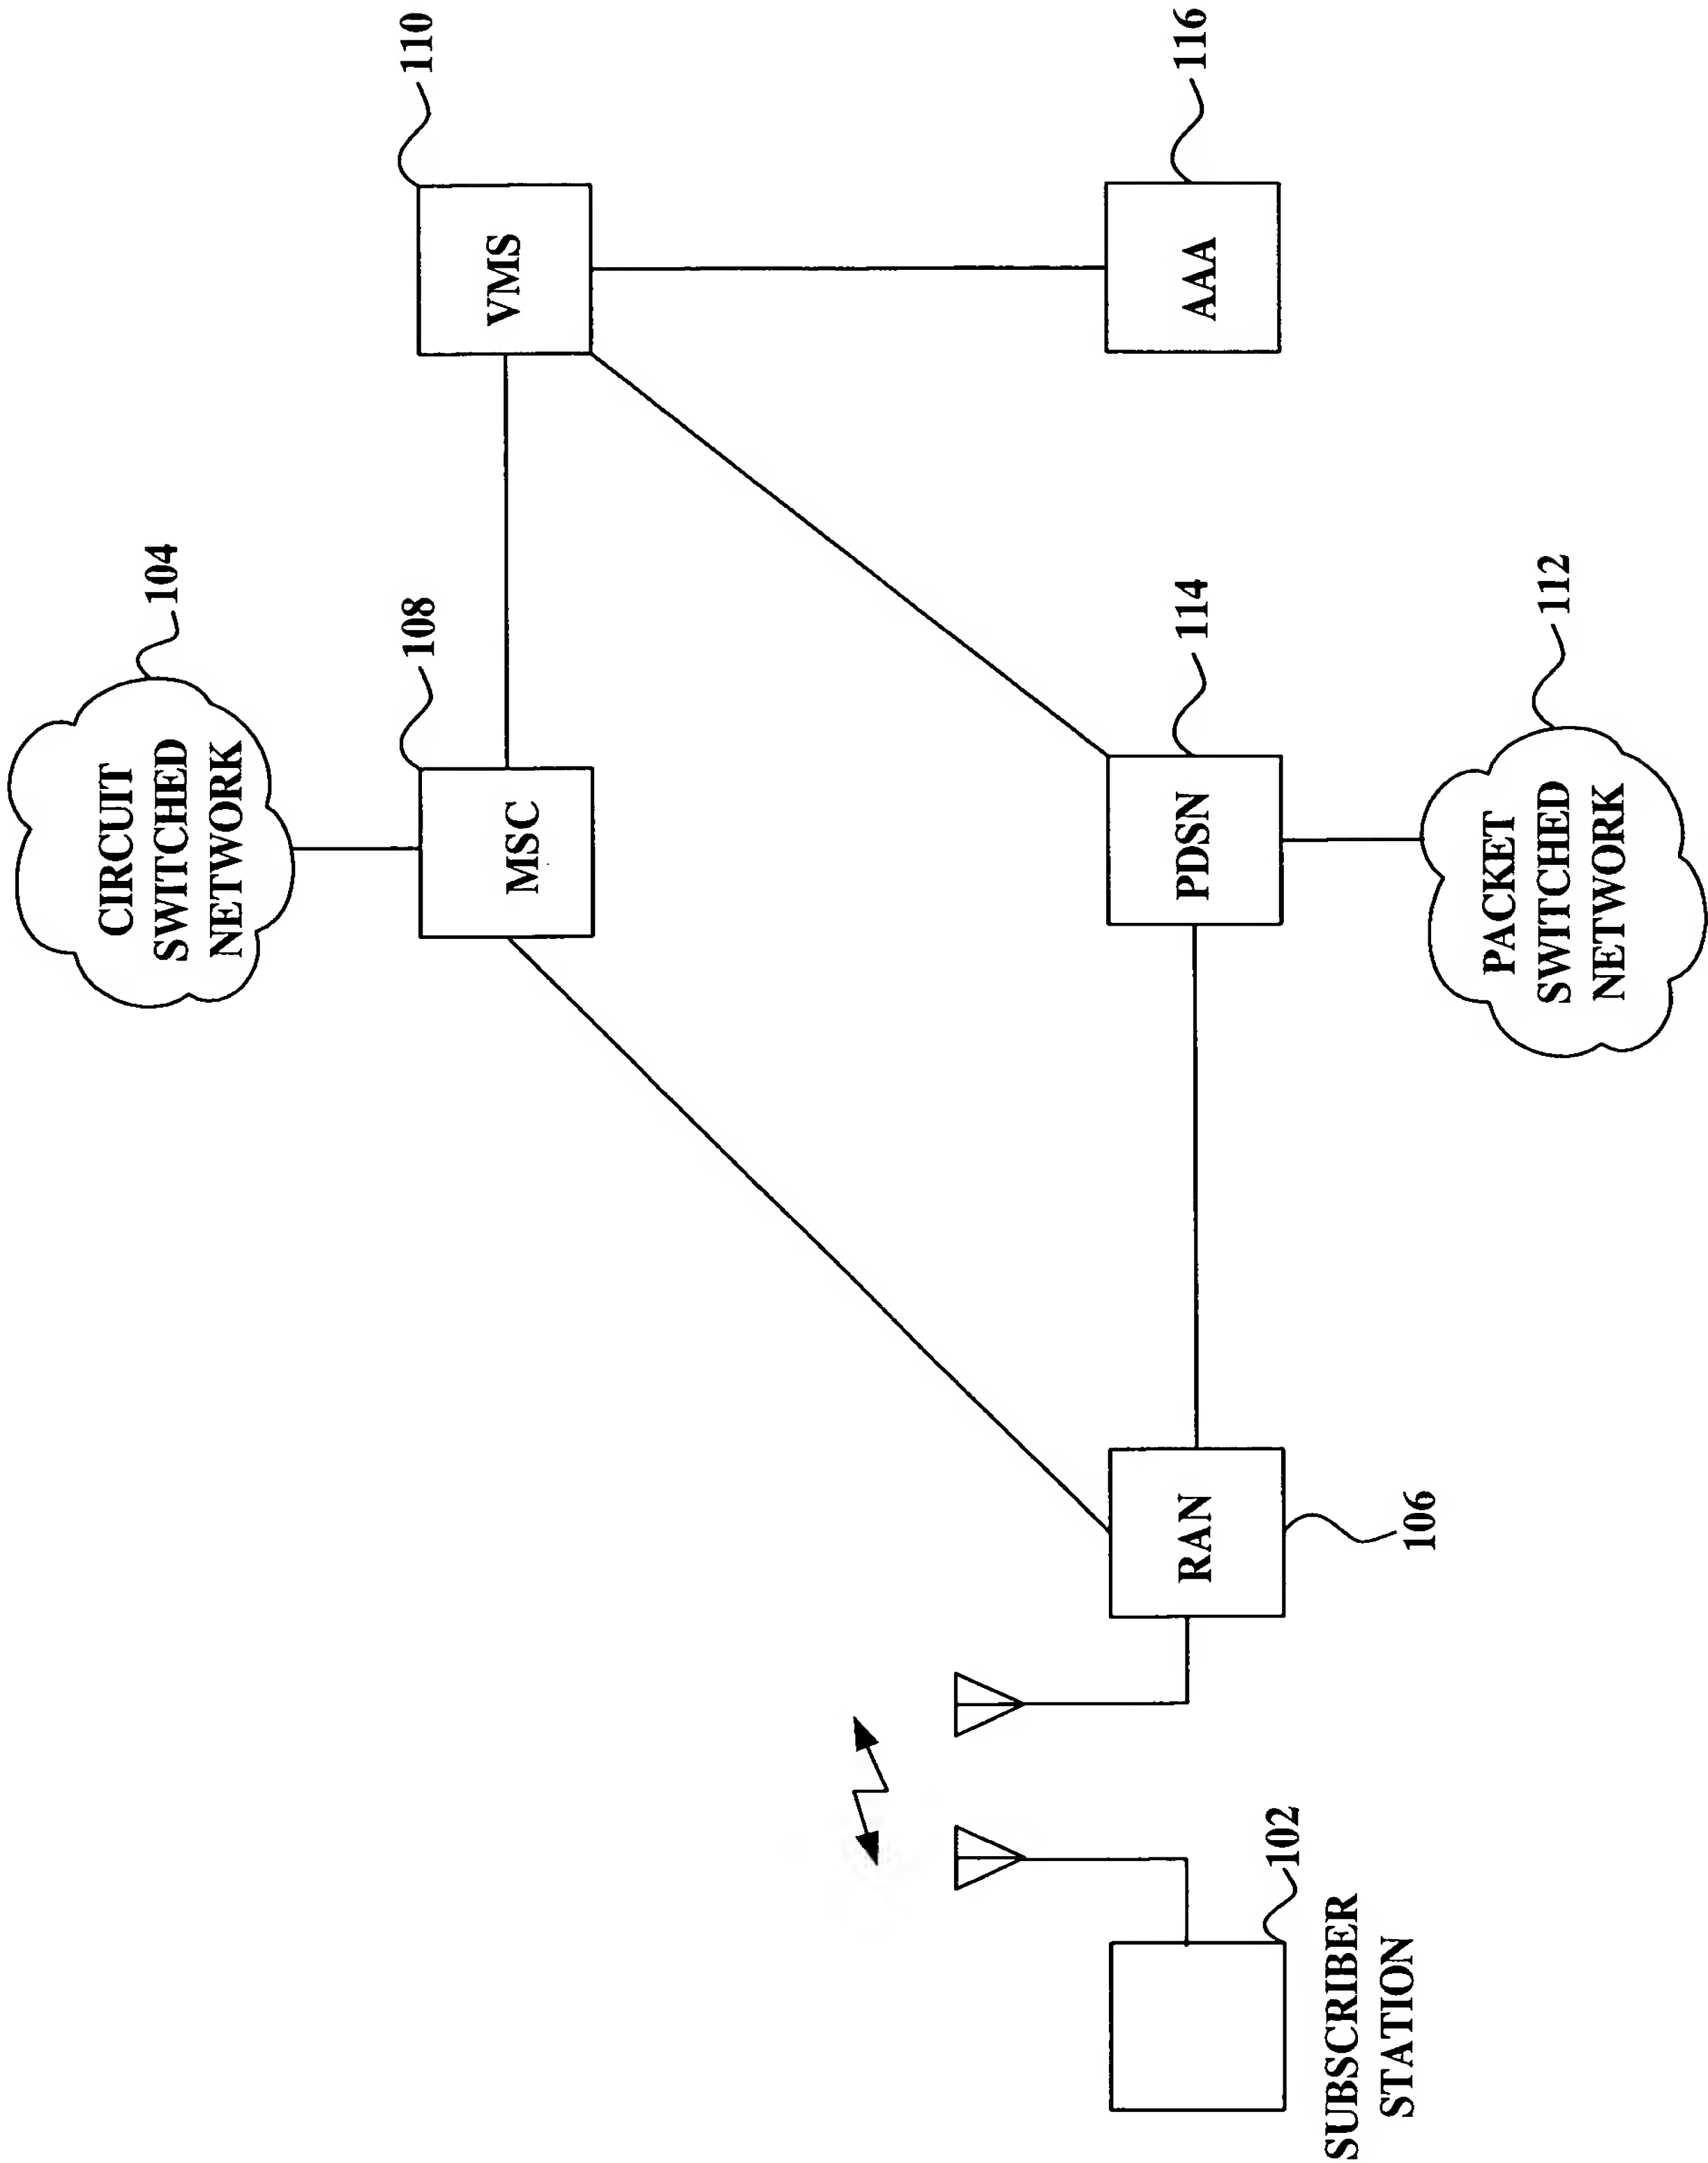 104
CIRCUIT
SWITCHED
NETWORK
108
MSC
110
VMS
102
SUBSCRIBER
STATION
RAN
106
114
PDSN
116
AAA
112
PACKET
SWITCHED
NETWORK